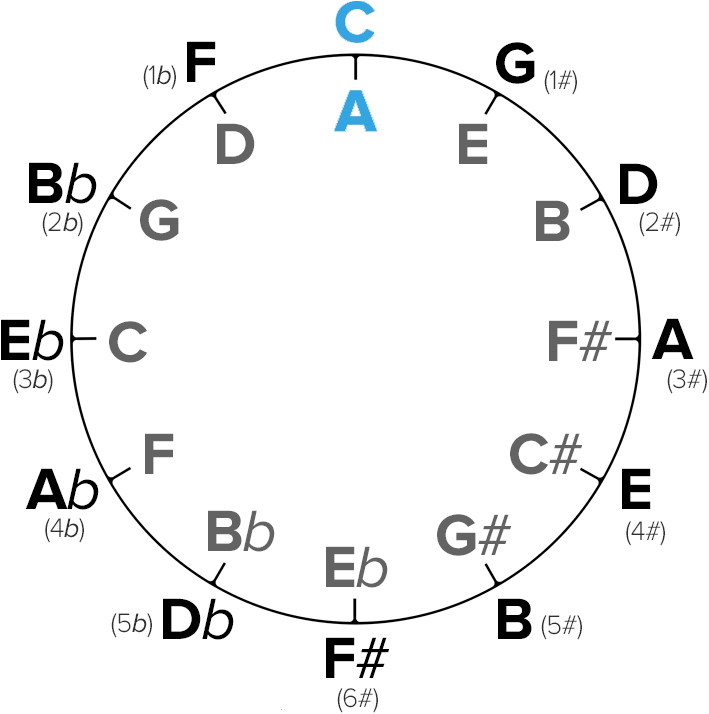 C
A
F
(1b)
G
(1#)
D
E
Bb
(2b)
G
D
(2#)
B
Eb
(3b)
C
F#
A
(3#)
Ab
(4b)
F
C#
E
(4#)
Bb
G#
Eb
(5b) Db
B (5#)
F#
(6#)